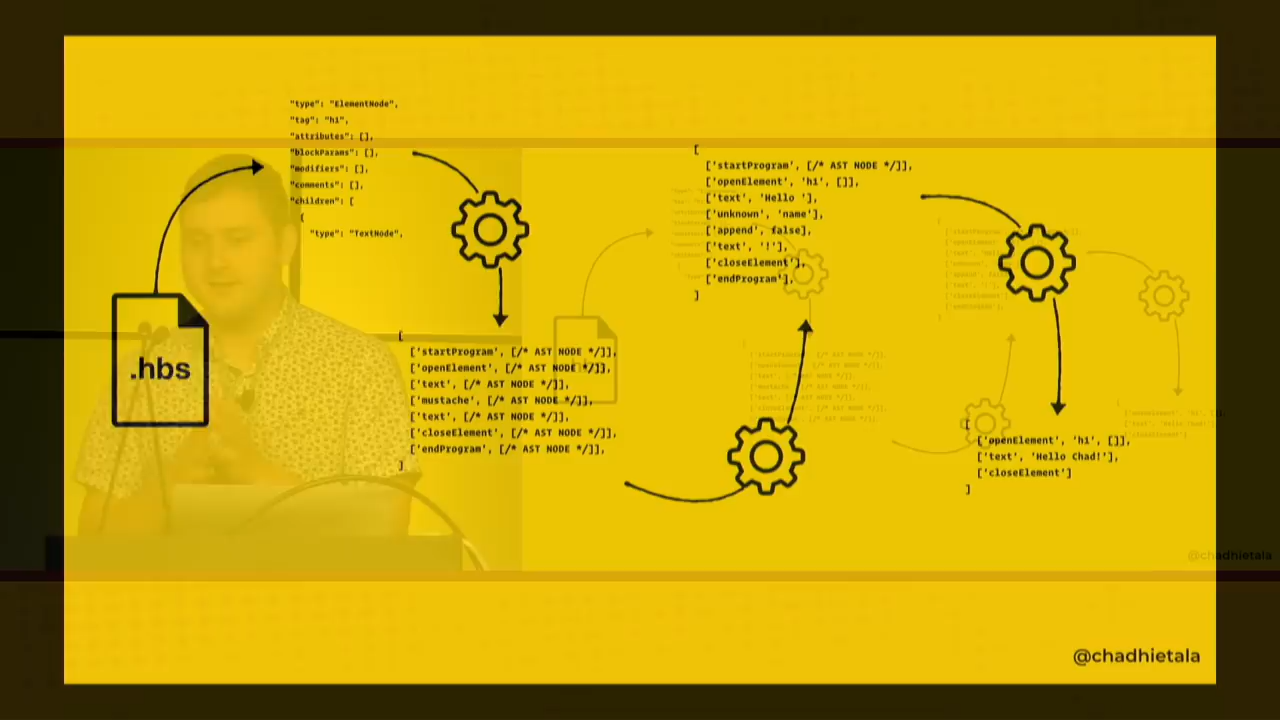 "type": "ElementNode",
"tag": "h1",
"attributes": [],
"blockParams": [],
"modifiers": [],
"comments": [],
"children": [
{
"type": "TextNode",
.hbs
[
['startProgram', [/* AST NODE */]],
['openElement', [/* AST NODE */]],
['text', [/* AST NODE */]],
['mustache', [/* AST NODE */]],
['text', [/* AST NODE */]],
['closeElement', [/* AST NODE */]],
['endProgram', [/* AST NODE */]],
]
[
['startProgram', [/* AST NODE */]],
['openElement', 'h1', []],
['text', 'Hello '],
['unknown', 'name'],
['append', false],
['text', '!'],
['closeElement'],
['endProgram'],
]
[
['openElement', 'h1', []],
['text', 'Hello Chad!'],
['closeElement']
]
@chadhietala
@chadhietala